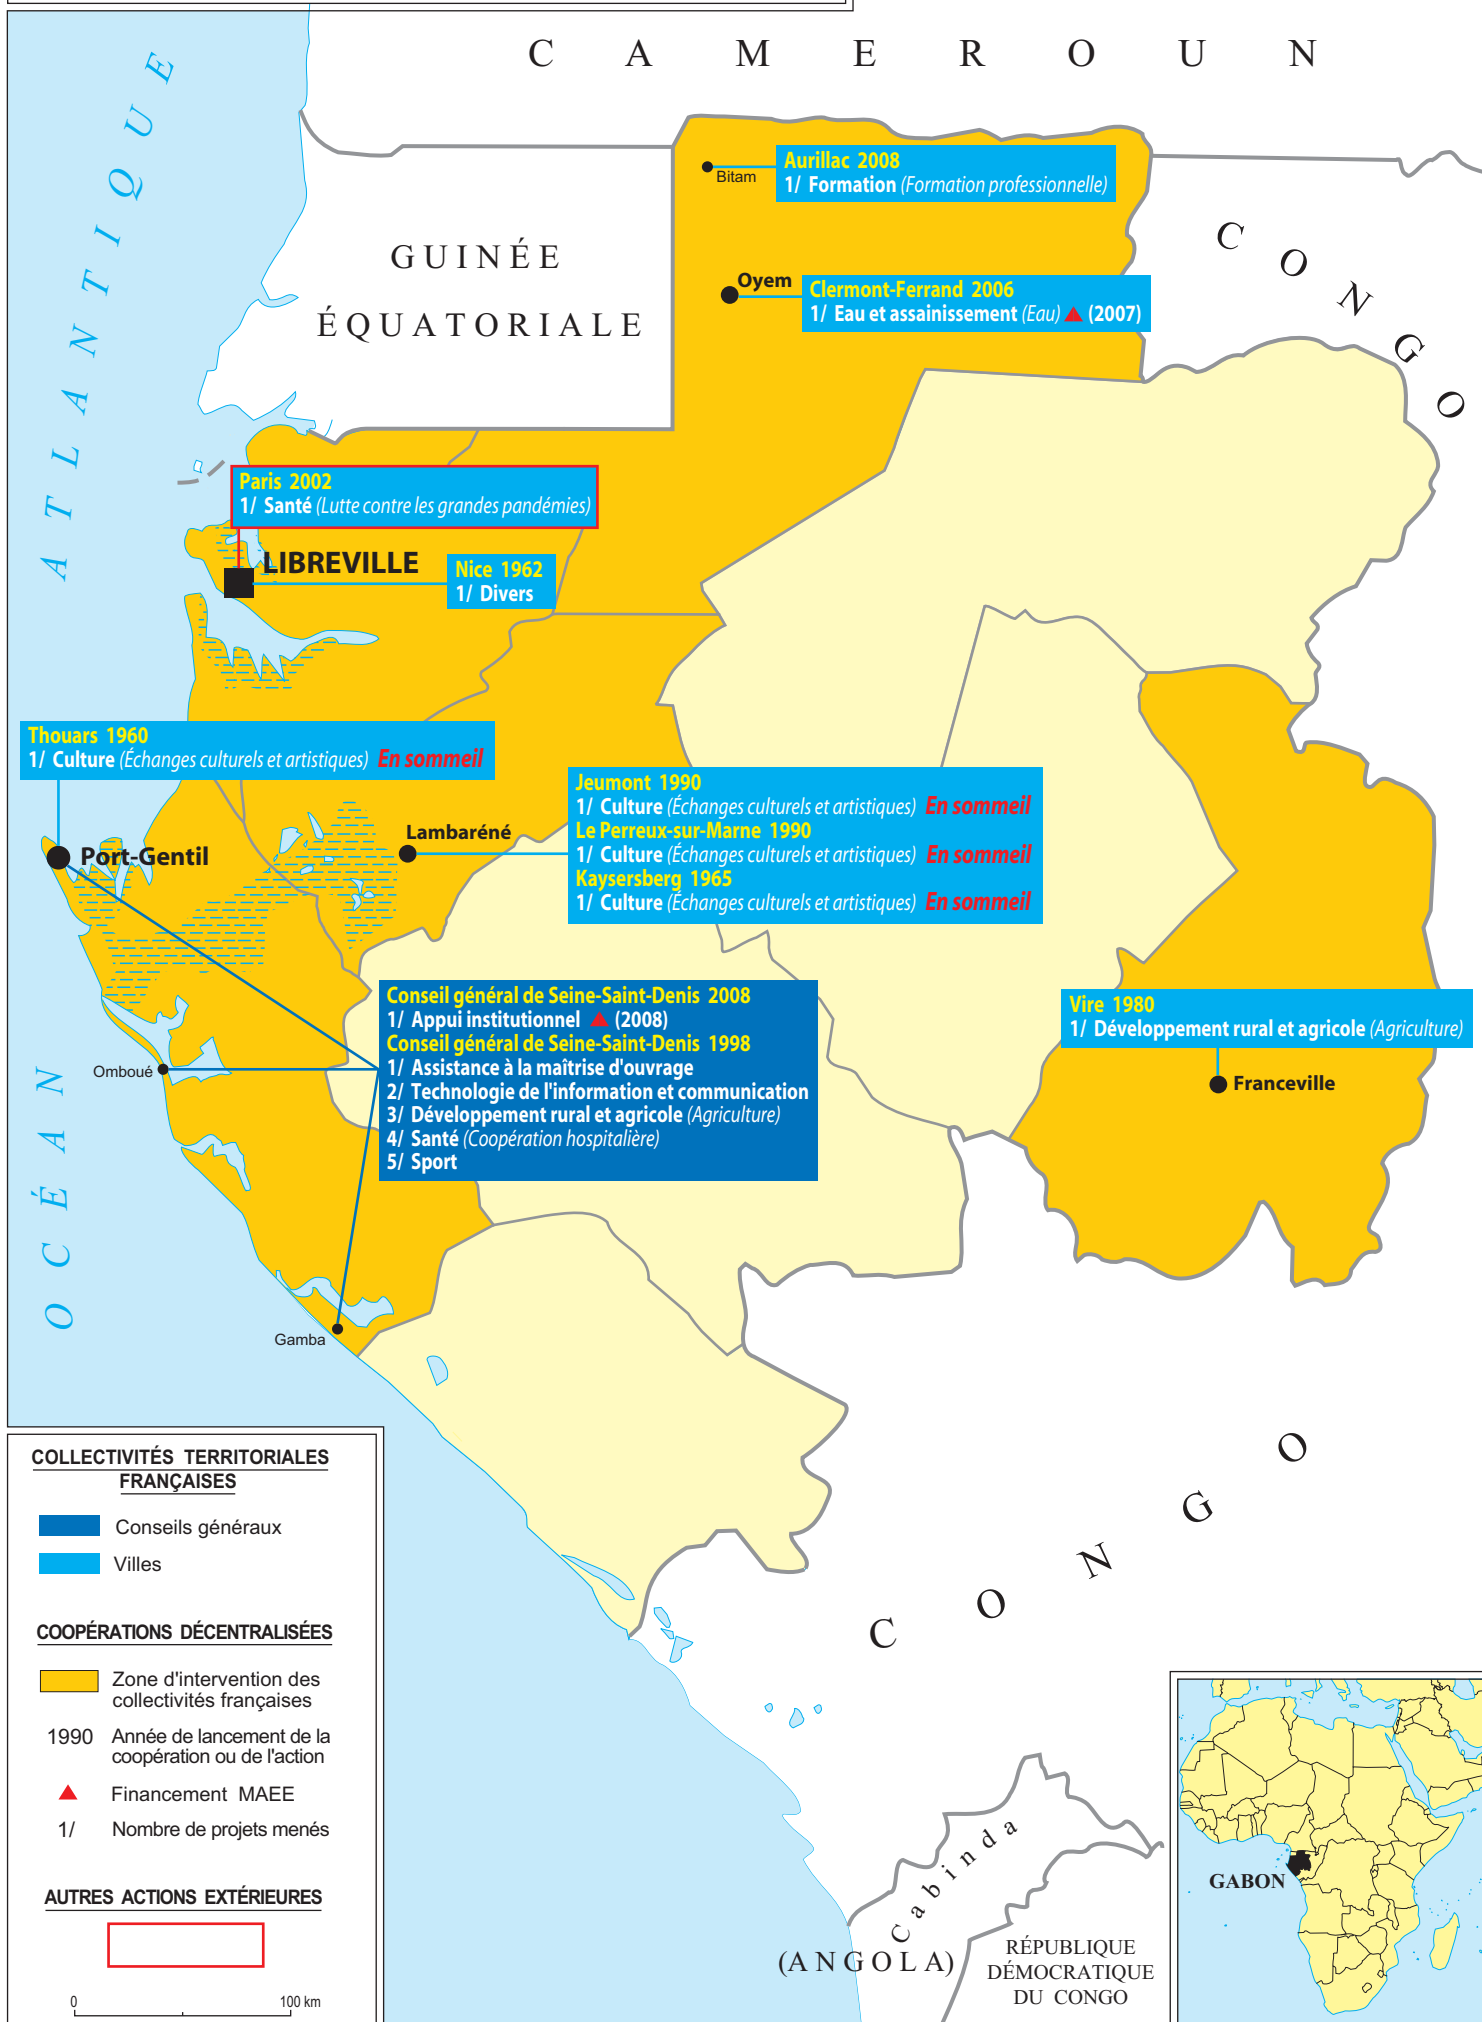 C A M E R O U N
OCÉAN ATLANTIQUE
GUINÉE
ÉQUATORIALE
CONGO
Bitam
Aurillac 2008
1/ Formation (Formation professionnelle)
Oyem
Clermont-Ferrand 2006
1/ Eau et assainissement (Eau) ▲ (2007)
Paris 2002
1/ Santé (Lutte contre les grandes pandémies)
LIBREVILLE
Nice 1962
1/ Divers
Thouars 1960
1/ Culture (Échanges culturels et artistiques) En sommeil
Port-Gentil
Lambaréné
Jeumont 1990
1/ Culture (Échanges culturels et artistiques) En sommeil
Le Perreux-sur-Marne 1990
1/ Culture (Échanges culturels et artistiques) En sommeil
Kaysersberg 1965
1/ Culture (Échanges culturels et artistiques) En sommeil
Conseil général de Seine-Saint-Denis 2008
1/ Appui institutionnel ▲ (2008)
Conseil général de Seine-Saint-Denis 1998
1/ Assistance à la maîtrise d'ouvrage
2/ Technologie de l'information et communication
3/ Développement rural et agricole (Agriculture)
4/ Santé (Coopération hospitalière)
5/ Sport
Vire 1980
1/ Développement rural et agricole (Agriculture)
Franceville
Omboué
Gamba
CONGO
Cabinda
(ANGOLA)
RÉPUBLIQUE
DÉMOCRATIQUE
DU CONGO
GABON
COLLECTIVITÉS TERRITORIALES
FRANÇAISES
Conseils généraux
Villes
COOPÉRATIONS DÉCENTRALISÉES
Zone d'intervention des
collectivités françaises
1990 Année de lancement de la
coopération ou de l'action
▲ Financement MAEE
1/ Nombre de projets menés
AUTRES ACTIONS EXTÉRIEURES
0 100 km